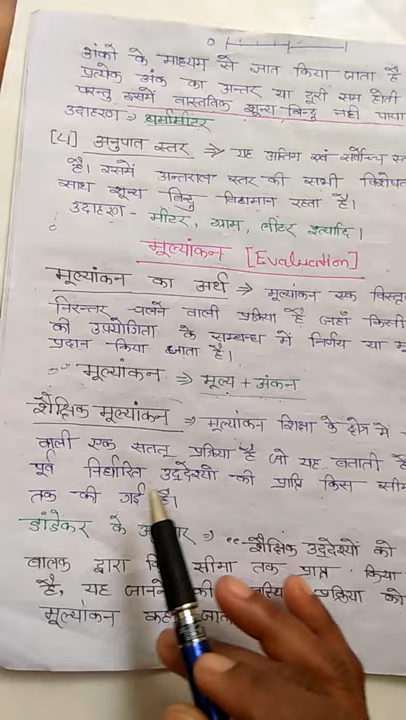 0
अंको के माध्यम से ज्ञात किया जाता है
प्रत्येक अंक का अन्तर या दूरी सम होती
परन्तु इसमें वास्तविक शून्य बिन्दु नही पाया
उदाहरण ⇒ थर्मामीटर
[4] अनुपात स्तर ⇒ यह अंतिम एवं सर्वोच्च स्त
है। इसमें अन्तराल स्तर की सभी विशेषत
साथ शून्य बिन्दु विद्यमान रहता है।
उदाहरण - मीटर, ग्राम, लीटर इत्यादि।
मूल्यांकन [Evaluation]
मूल्यांकन का अर्थ ⇒ मूल्यांकन एक विस्तृ
निरन्तर चलने वाली प्रक्रिया है जहाँ किसी
की उपयोगिता के सम्बन्ध में निर्णय या मू
प्रदान किया जाता है।
मूल्यांकन ⇒ मूल्य + अंकन
शैक्षिक मूल्यांकन ⇒ मूल्यांकन शिक्षा के क्षेत्र में
वाली एक सतत् प्रक्रिया है जो यह बताती है
पूर्व निर्धारित उद्देश्यो की प्राप्ति किस सीम
तक की गई है।
डांडेकर के ⇒ "शैक्षिक उद्देश्यों को
बालक द्वारा सीमा तक प्राप्त किया
है, यह जानने की प्रक्रिया को
मूल्यांकन